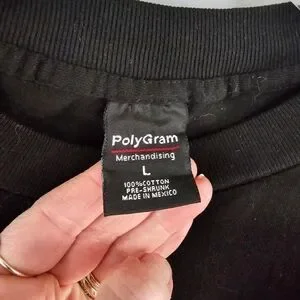 PolyGram
Merchandising
L
100%COTTON
PRE-SHRUNK
MADE IN MEXICO